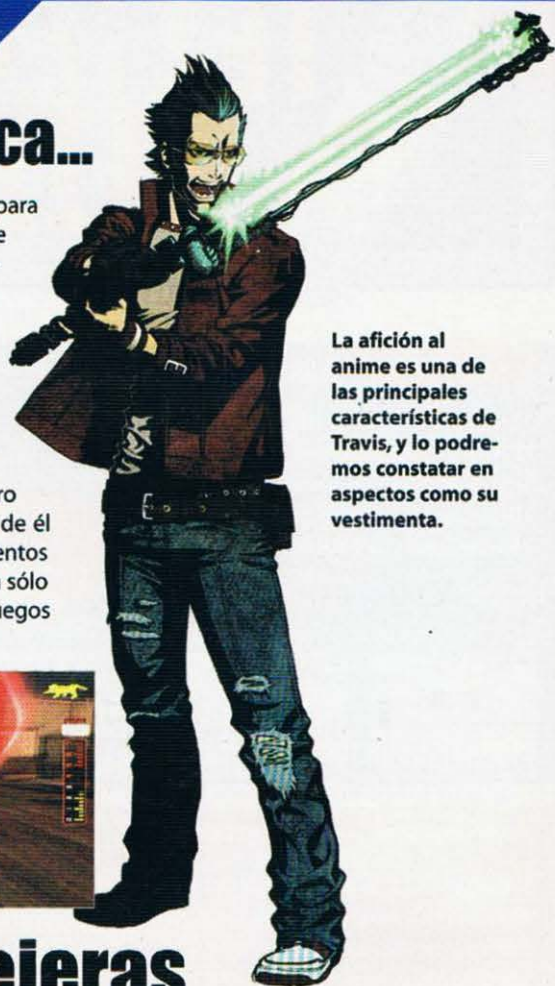 ca...
para
e
ro
de él
entos
sólo
uegos
La afición al
anime es una de
las principales
características de
Travis, y lo podre-
mos constatar en
aspectos como su
vestimenta.